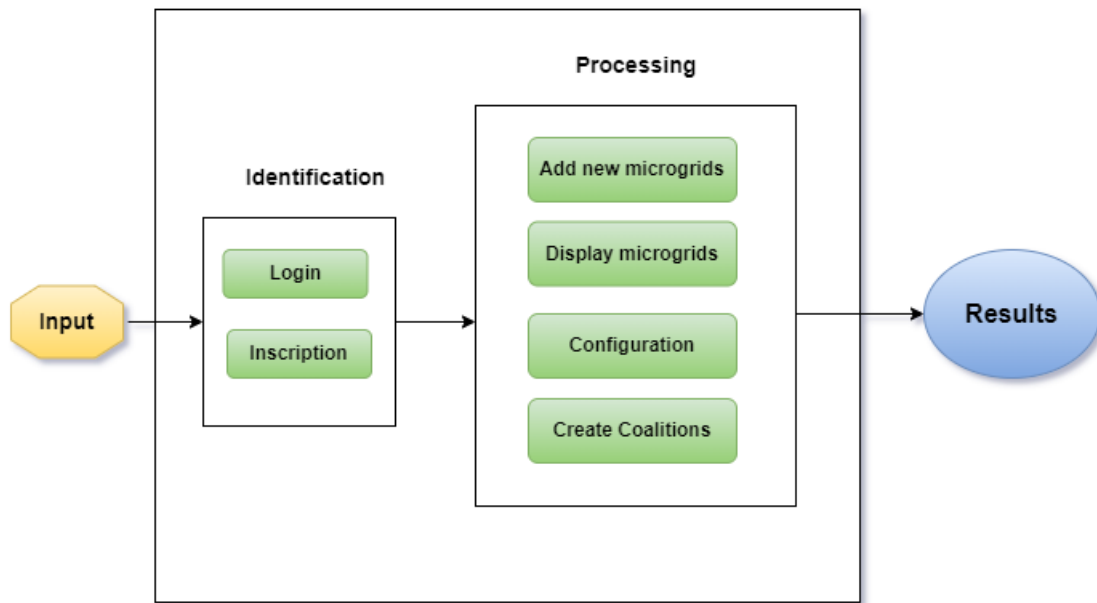 Processing
Identification
Add new microgrids
Display microgrids
Login
Input
Inscription
Configuration
Create Coalitions
Results